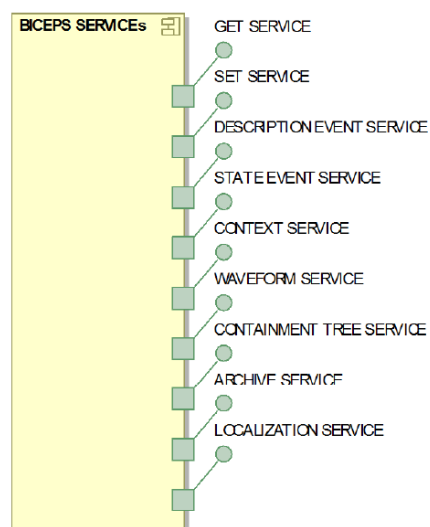 BICEPS SERVICEs
GET SERVICE
SET SERVICE
DESCRIPTION EVENT SERVICE
STATE EVENT SERVICE
CONTEXT SERVICE
WAVEFORM SERVICE
CONTAINMENT TREE SERVICE
ARCHIVE SERVICE
LOCALIZATION SERVICE